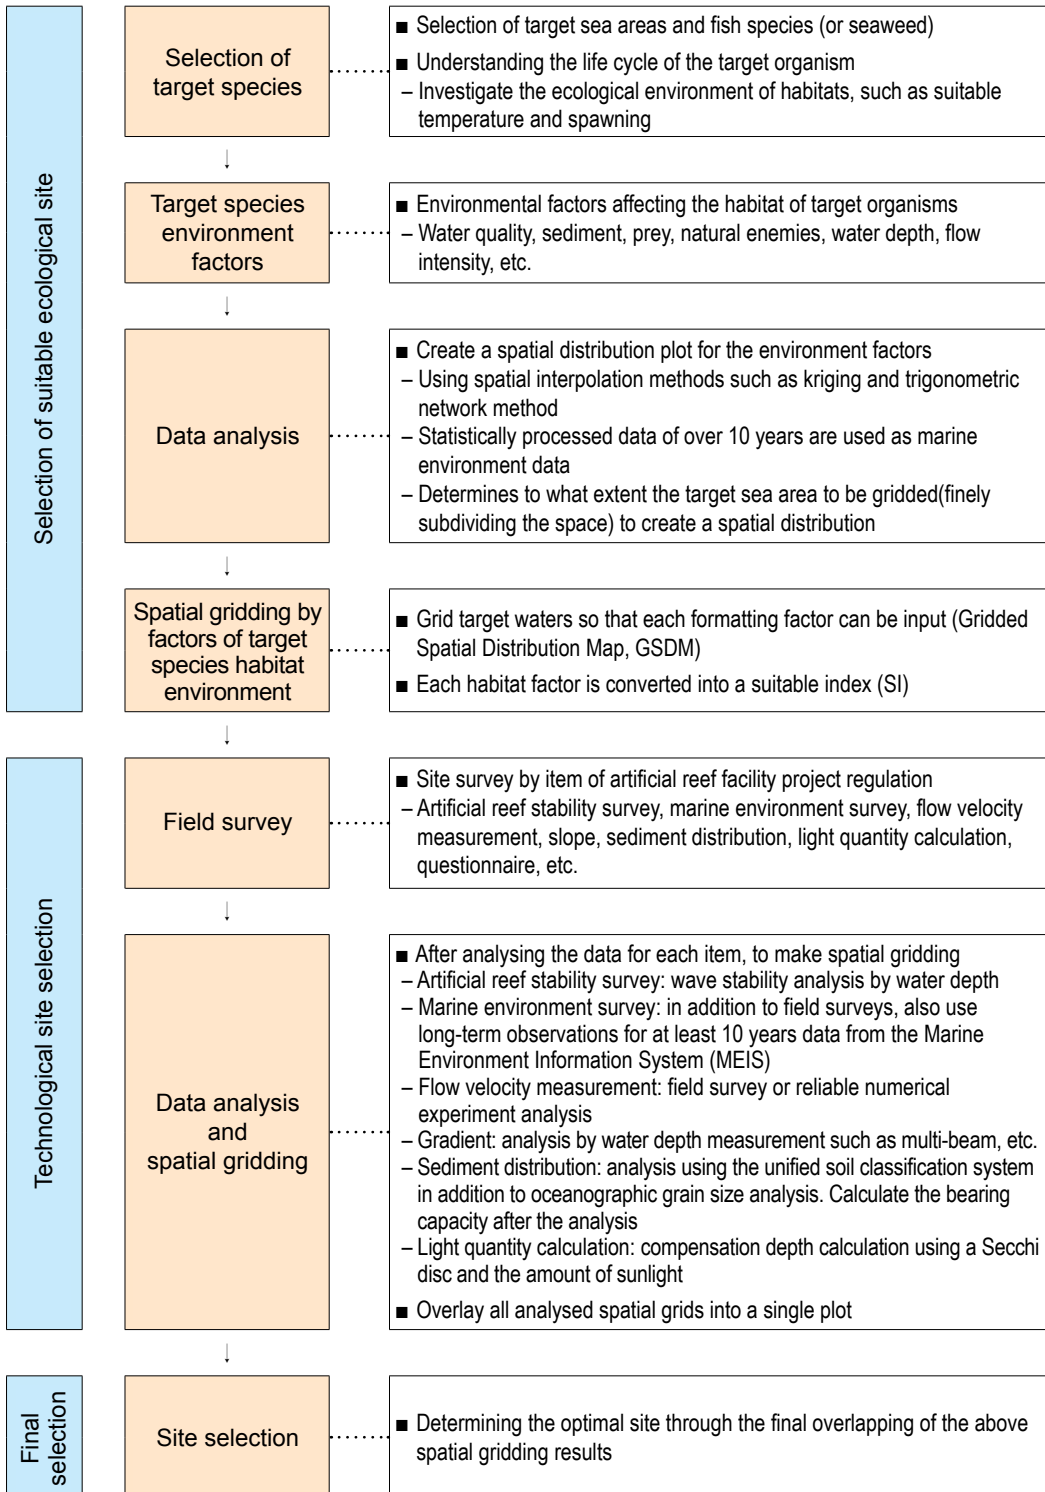 Selection of suitable ecological site
Selection of
target species
■ Selection of target sea areas and fish species (or seaweed)
■ Understanding the life cycle of the target organism
– Investigate the ecological environment of habitats, such as suitable
temperature and spawning
↓
Target species
environment
factors
■ Environmental factors affecting the habitat of target organisms
– Water quality, sediment, prey, natural enemies, water depth, flow
intensity, etc.
↓
Data analysis
■ Create a spatial distribution plot for the environment factors
– Using spatial interpolation methods such as kriging and trigonometric
network method
– Statistically processed data of over 10 years are used as marine
environment data
– Determines to what extent the target sea area to be gridded(finely
subdividing the space) to create a spatial distribution
↓
Spatial gridding by
factors of target
species habitat
environment
■ Grid target waters so that each formatting factor can be input (Gridded
Spatial Distribution Map, GSDM)
■ Each habitat factor is converted into a suitable index (SI)
↓
Technological site selection
Field survey
■ Site survey by item of artificial reef facility project regulation
– Artificial reef stability survey, marine environment survey, flow velocity
measurement, slope, sediment distribution, light quantity calculation,
questionnaire, etc.
↓
Data analysis
and
spatial gridding
■ After analysing the data for each item, to make spatial gridding
– Artificial reef stability survey: wave stability analysis by water depth
– Marine environment survey: in addition to field surveys, also use
long-term observations for at least 10 years data from the Marine
Environment Information System (MEIS)
– Flow velocity measurement: field survey or reliable numerical
experiment analysis
– Gradient: analysis by water depth measurement such as multi-beam, etc.
– Sediment distribution: analysis using the unified soil classification system
in addition to oceanographic grain size analysis. Calculate the bearing
capacity after the analysis
– Light quantity calculation: compensation depth calculation using a Secchi
disc and the amount of sunlight
■ Overlay all analysed spatial grids into a single plot
↓
Final
selection
Site selection
■ Determining the optimal site through the final overlapping of the above
spatial gridding results